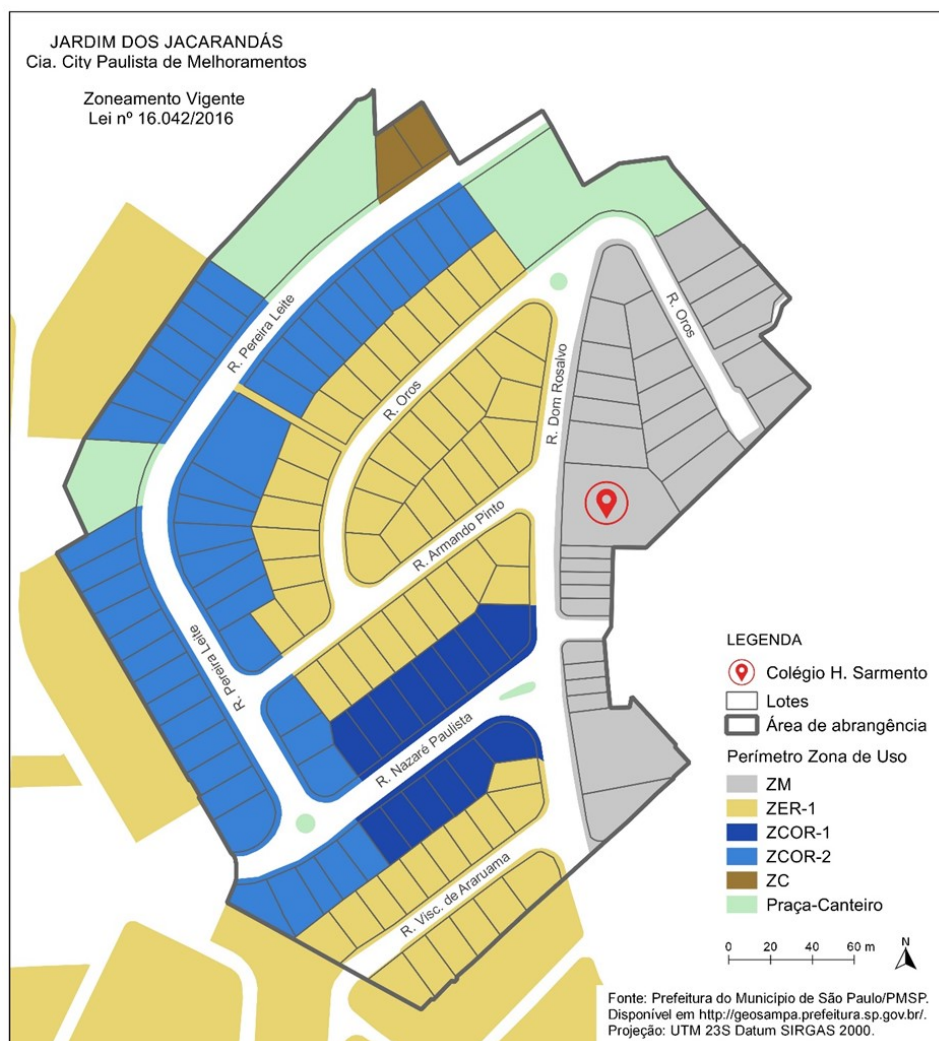 JARDIM DOS JACARANDÁS
Cia. City Paulista de Melhoramentos
Zoneamento Vigente
Lei nº 16.042/2016
R. Pereira Leite
R. Oros
R. Oros
R. Dom Rosalvo
R. Armando Pinto
R. Pereira Leite
R. Nazaré Paulista
R. Visc. de Araruama
LEGENDA
Colégio H. Sarmento
Lotes
Área de abrangência
Perímetro Zona de Uso
ZM
ZER-1
ZCOR-1
ZCOR-2
ZC
Praça-Canteiro
0 20 40 60 m
N
Fonte: Prefeitura do Município de São Paulo/PMSP.
Disponível em http://geosampa.prefeitura.sp.gov.br/.
Projeção: UTM 23S Datum SIRGAS 2000.